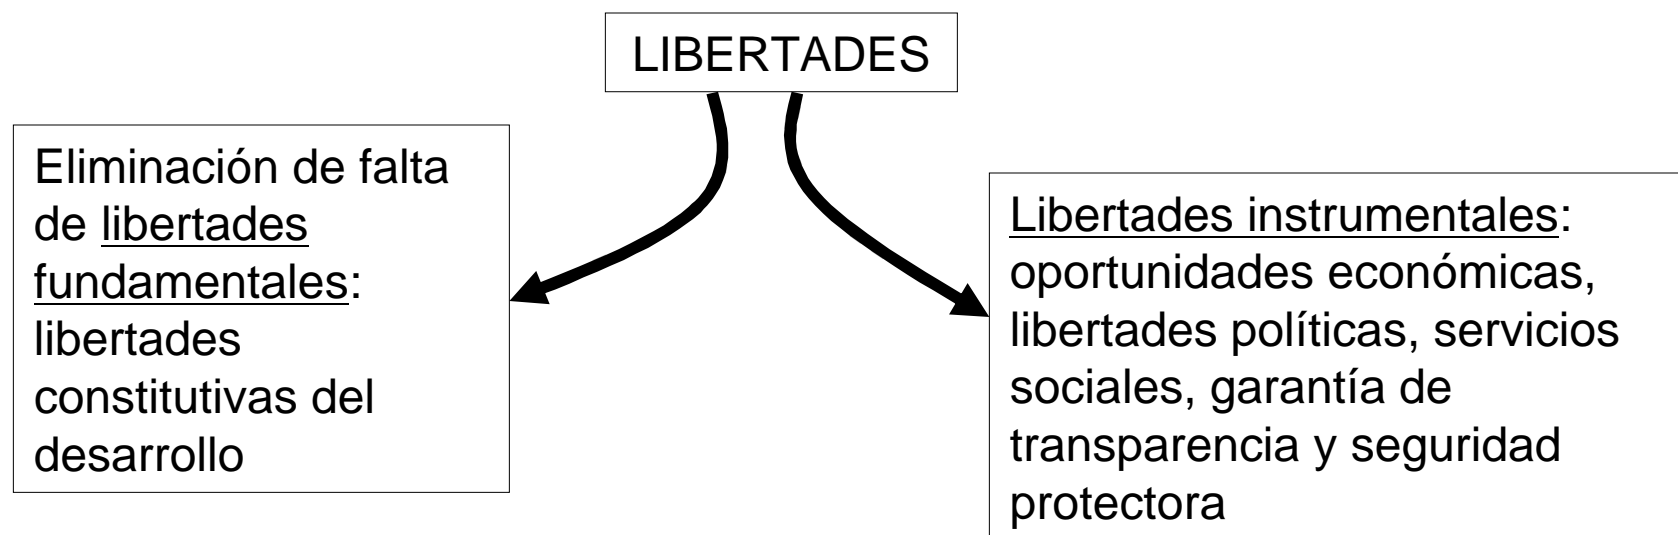 LIBERTADES
Eliminación de falta
de libertades
fundamentales:
libertades
constitutivas del
desarrollo
Libertades instrumentales:
oportunidades económicas,
libertades políticas, servicios
sociales, garantía de
transparencia y seguridad
protectora